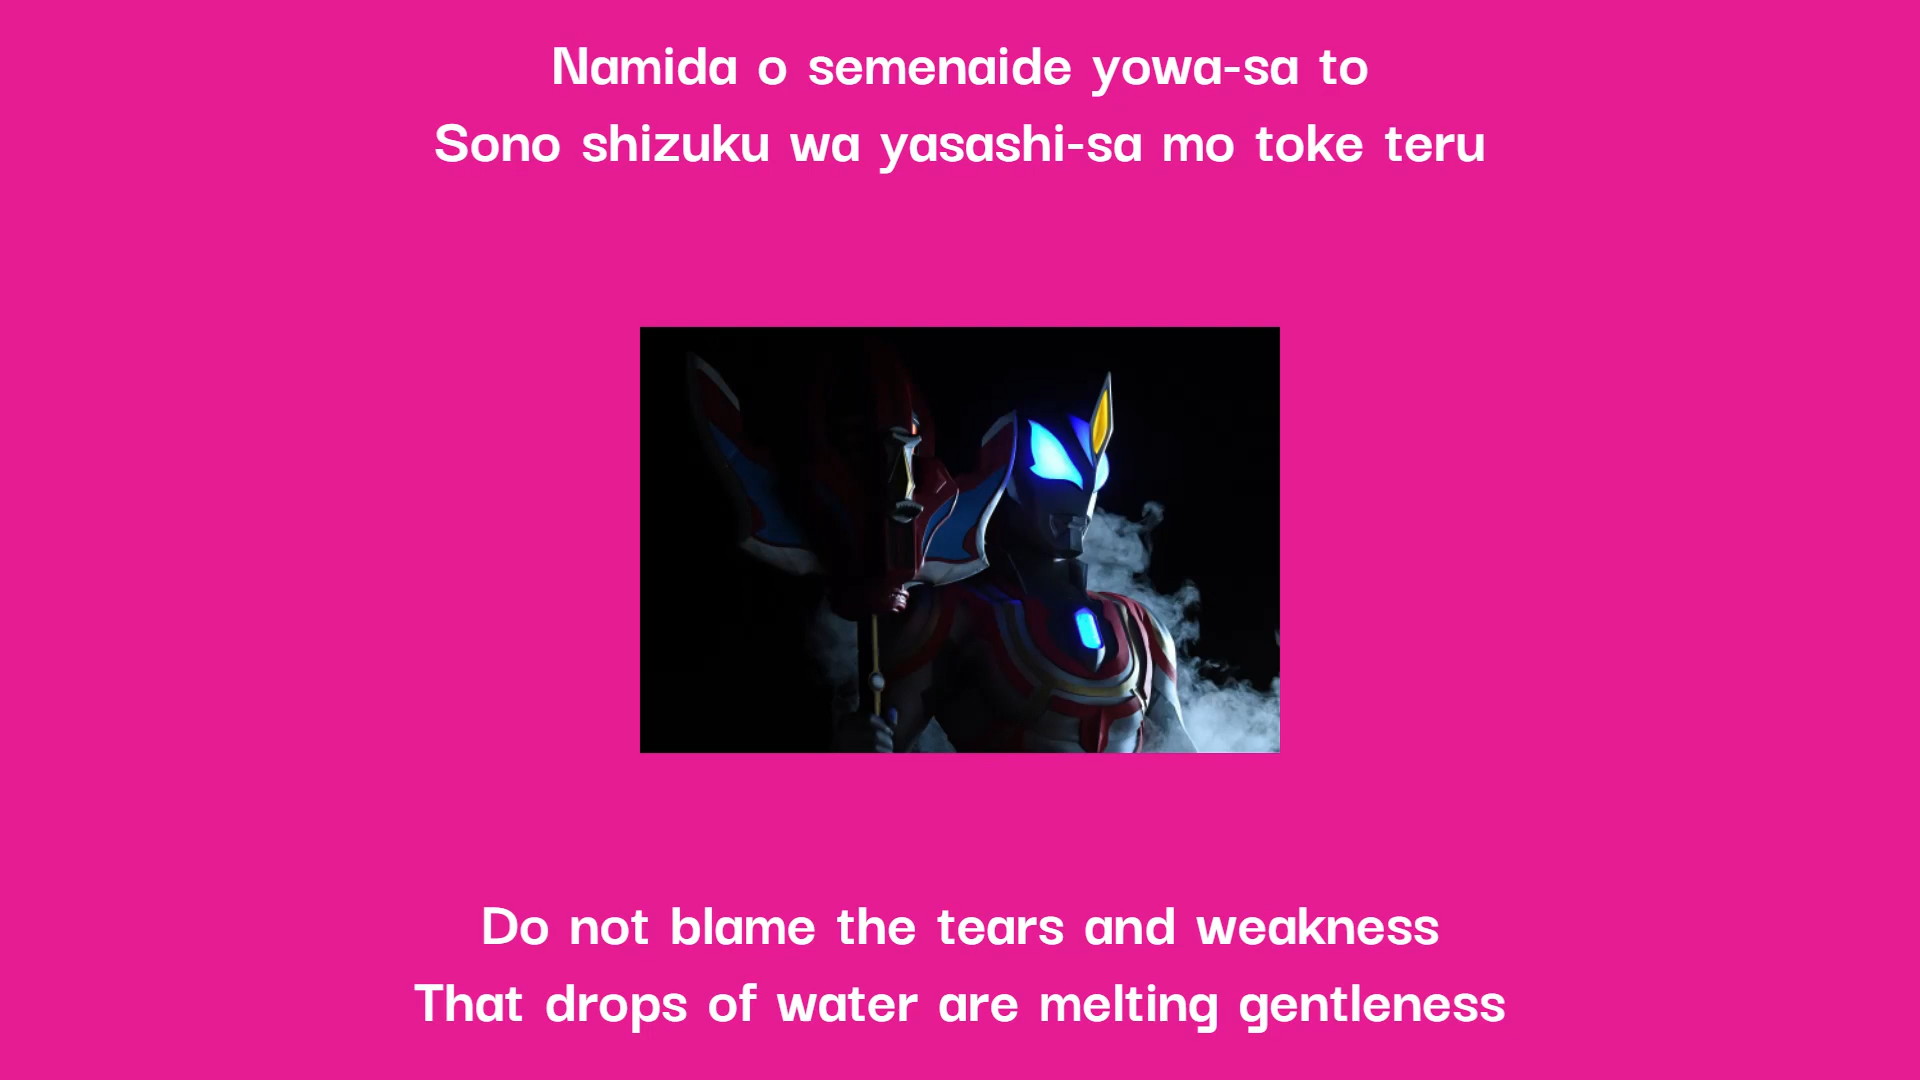 Namida o semenaide yowa-sa to
Sono shizuku wa yasashi-sa mo toke teru
Do not blame the tears and weakness
That drops of water are melting gentleness